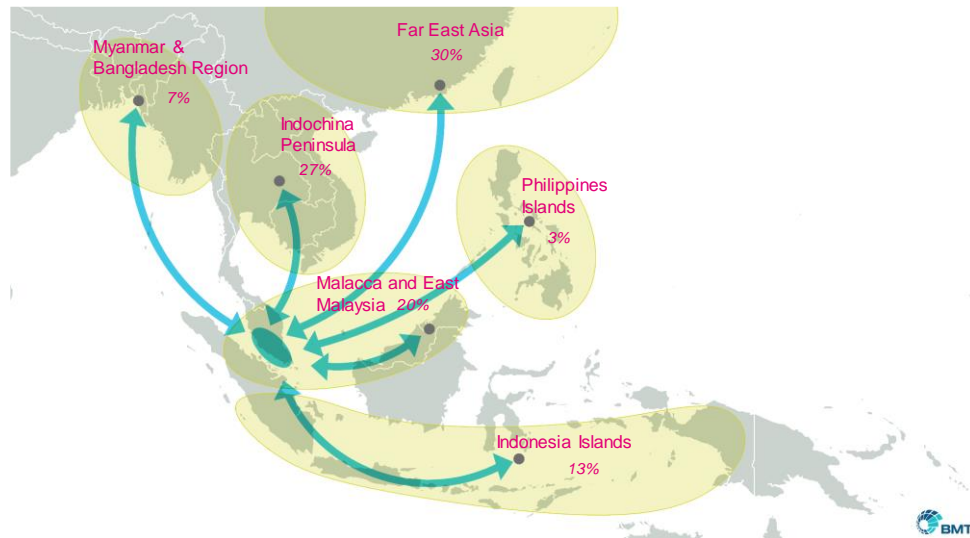 Far East Asia
30%
Myanmar &
Bangladesh Region
7%
Indochina
Peninsula
27%
Philippines
Islands
3%
Malacca and East
Malaysia 20%
Indonesia Islands
13%
BMT